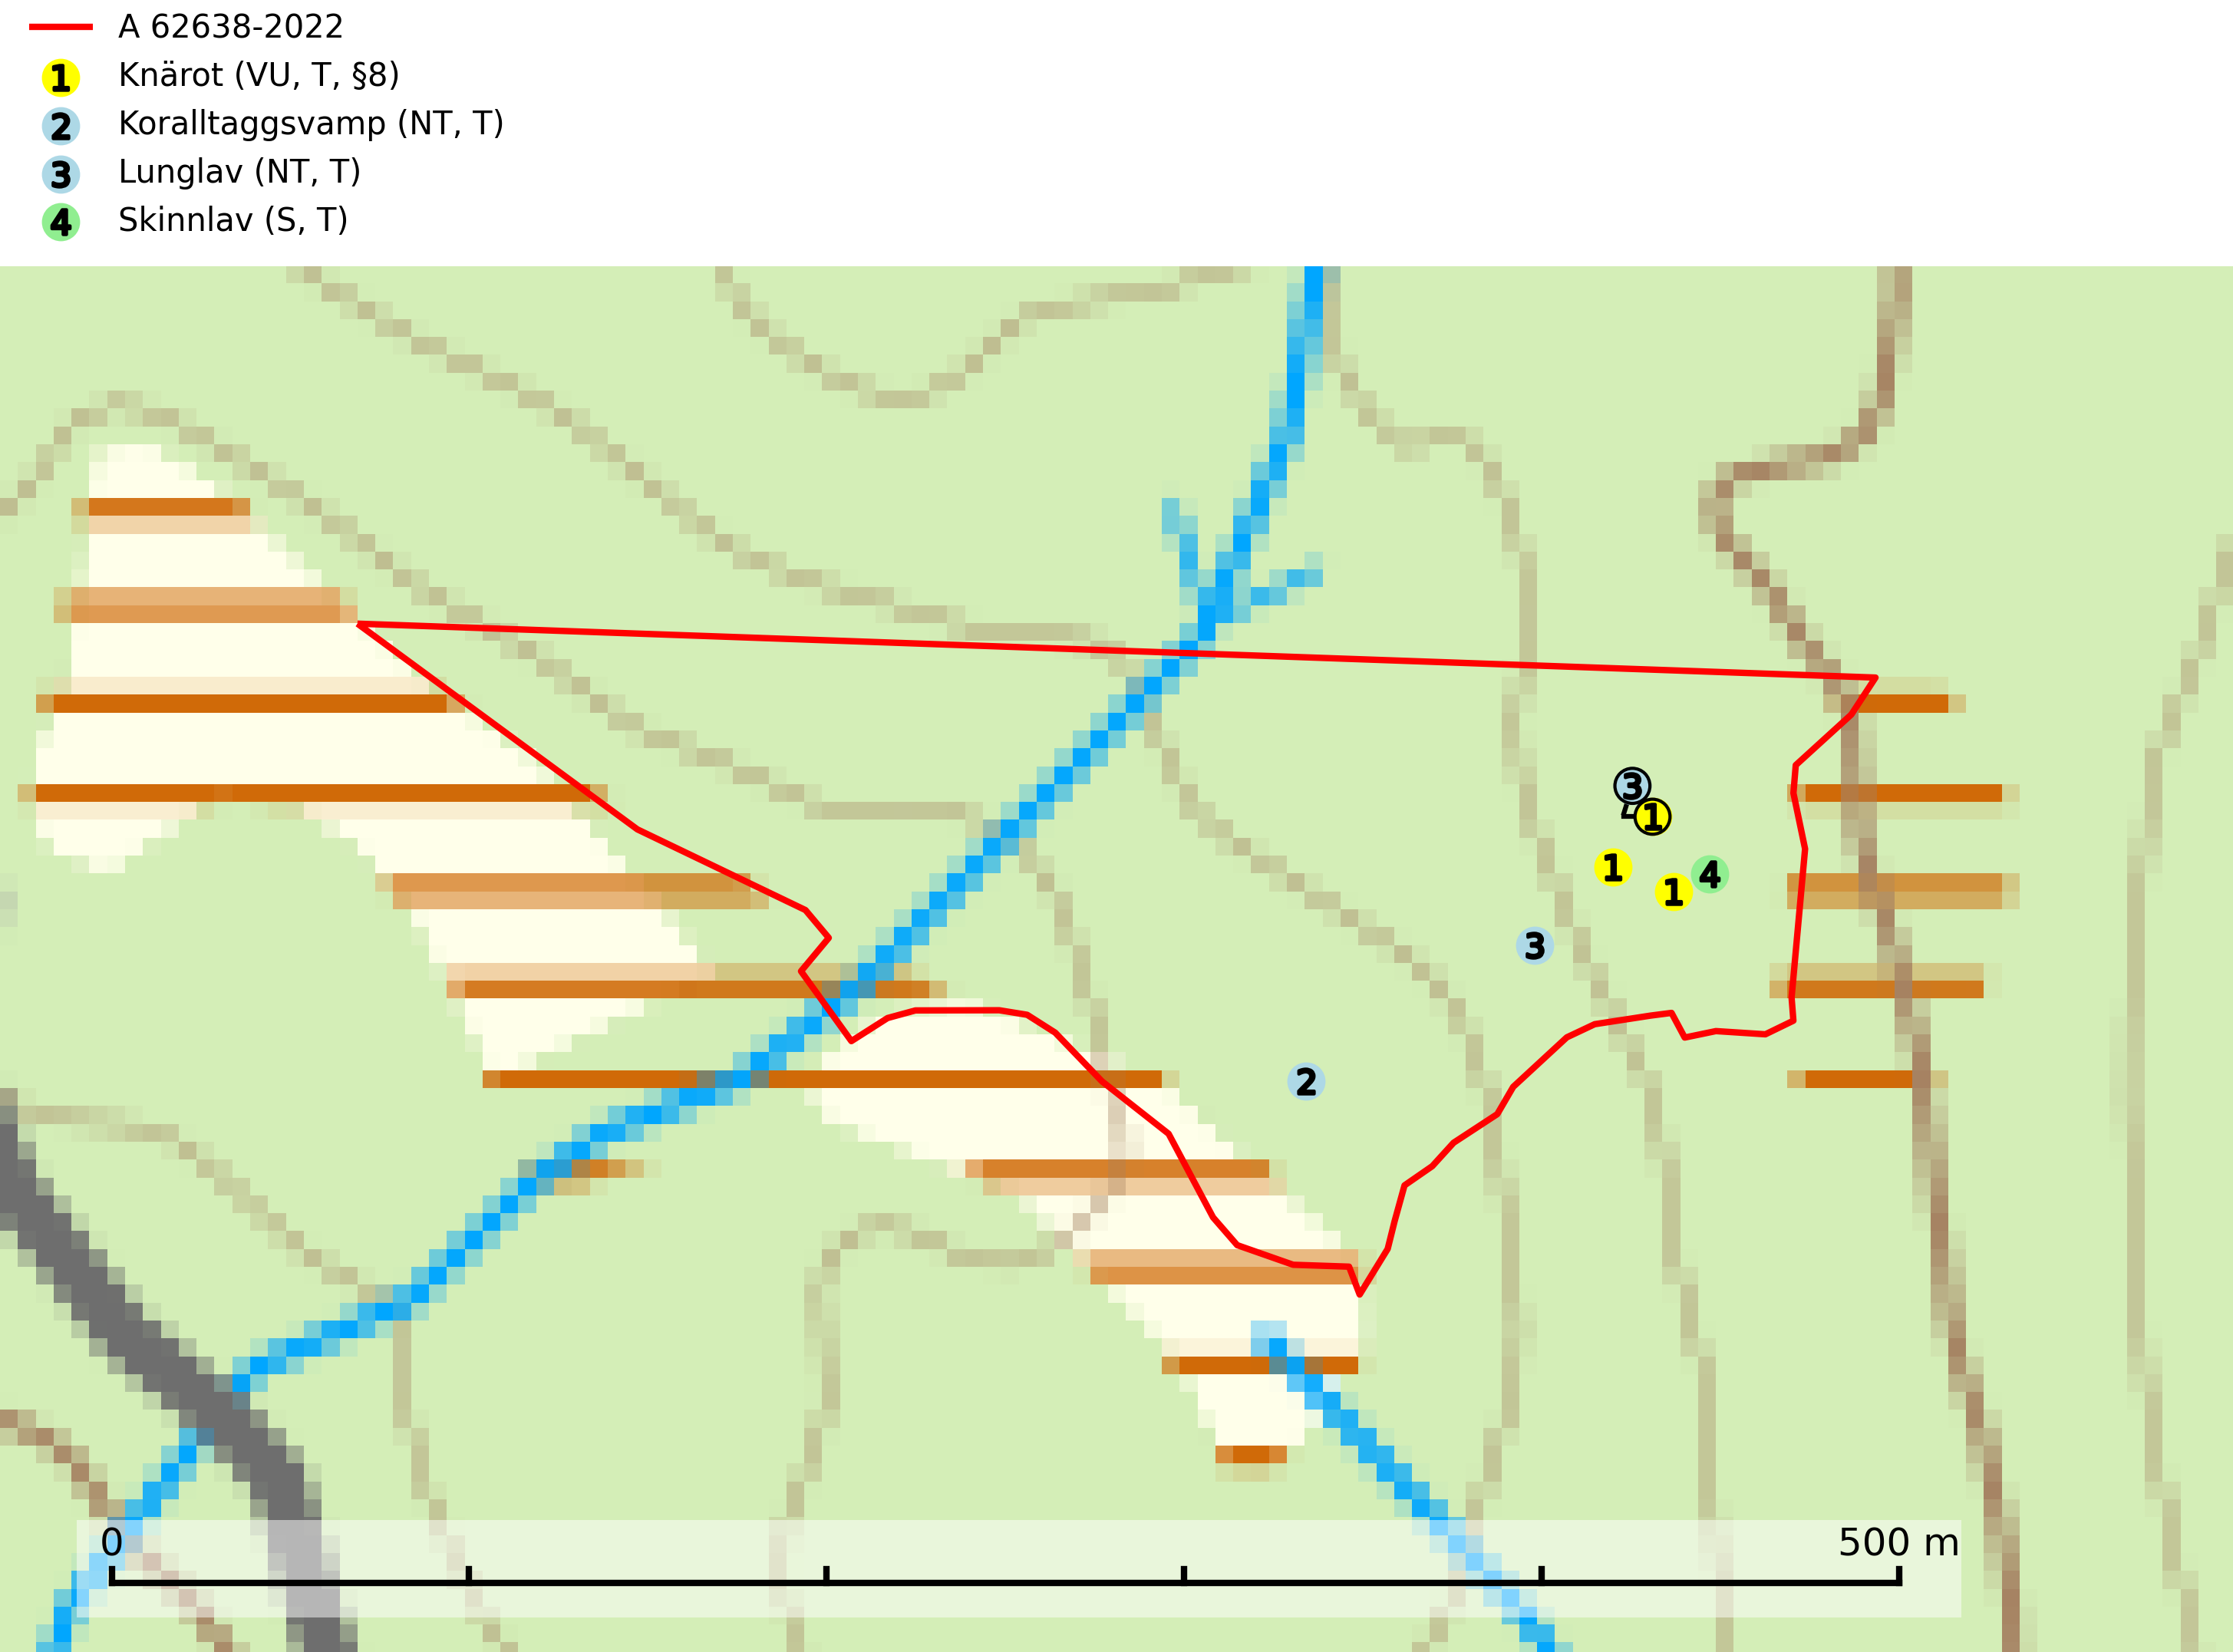 A 62638-2022
1 Knärot (VU, T, §8)
2 Koralltaggsvamp (NT, T)
3 Lunglav (NT, T)
4 Skinnlav (S, T)
3
1
1
1 4
3
2
0 500 m